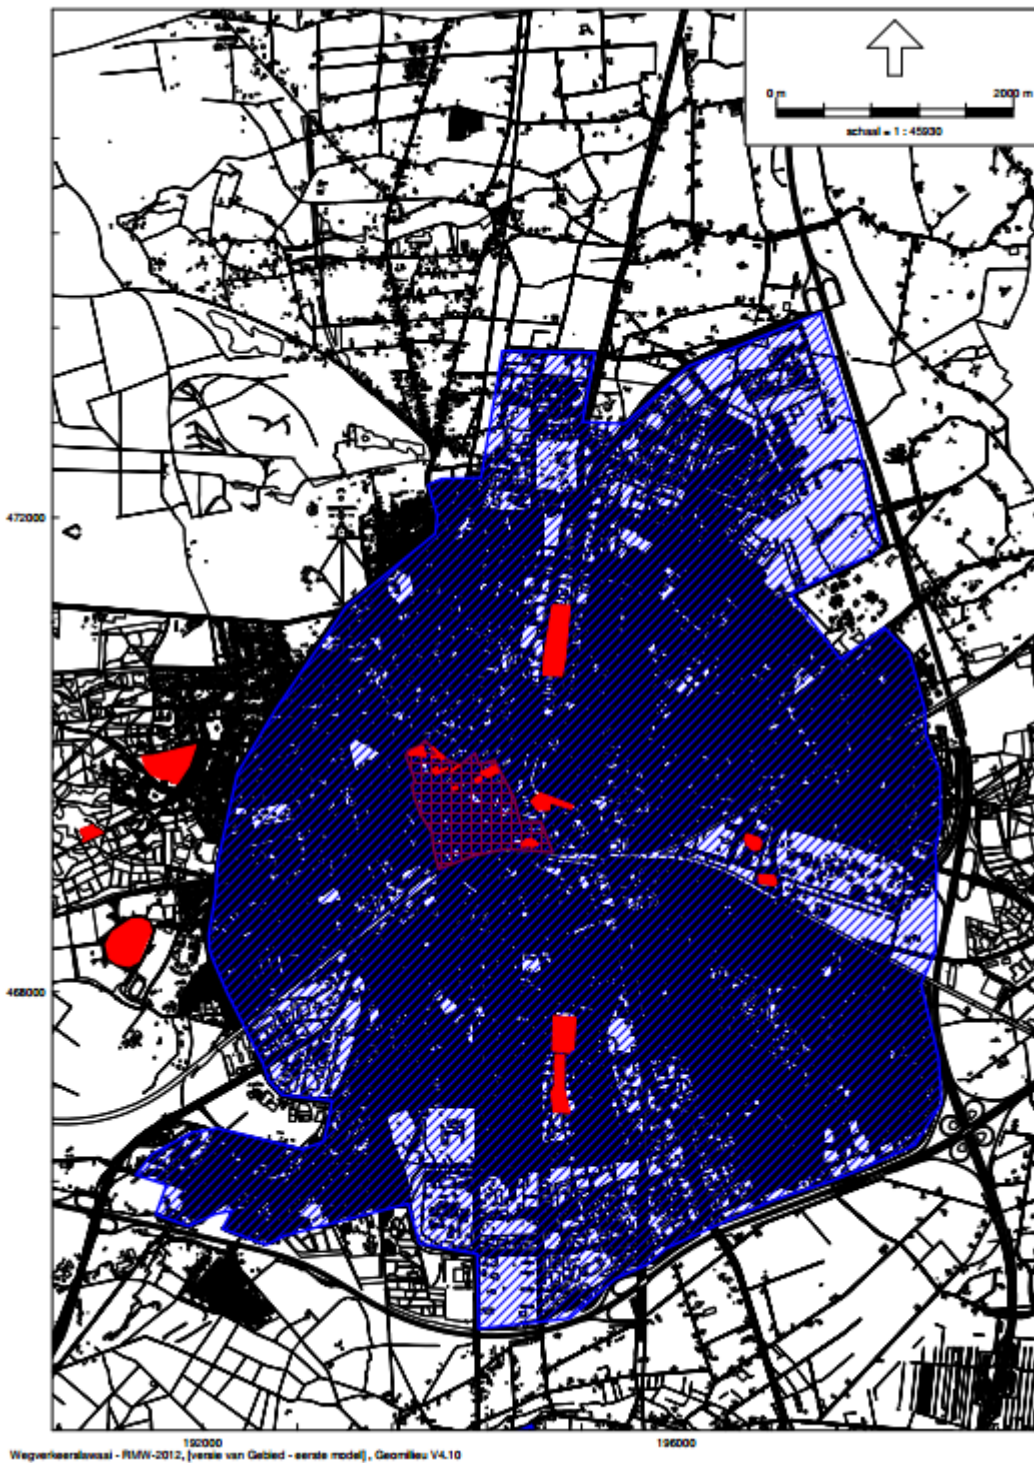 0 m 2000 m
schaal = 1 : 45930
472000
468000
192000 196000
Wegverkeerslawaai - RMW-2012, [versie van Gebied - eerste model], Geomilieu V4.10